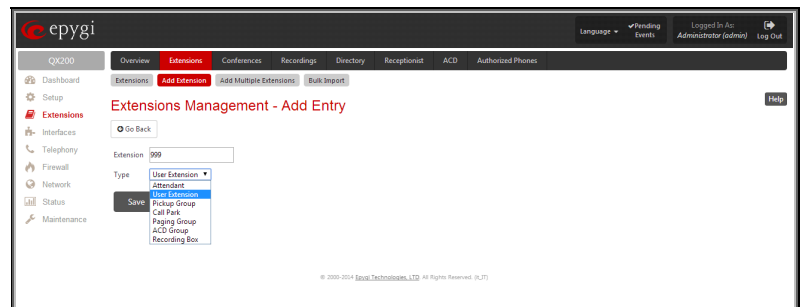 epygi
Language
Pending Events
Logged In As:
Administrator (admin)
Log Out
QX200
Overview
Extensions
Conferences
Recordings
Directory
Receptionist
ACD
Authorized Phones
Dashboard
Setup
Extensions
Interfaces
Telephony
Firewall
Network
Status
Maintenance
Extensions
Add Extension
Add Multiple Extensions
Bulk Import
Help
Extensions Management - Add Entry
Go Back
Extension 999
Type User Extension
Attendant
User Extension
Pickup Group
Call Park
Paging Group
ACD Group
Recording Box
Save
© 2000-2014 Epygi Technologies, LTD. All Rights Reserved. (it_IT)